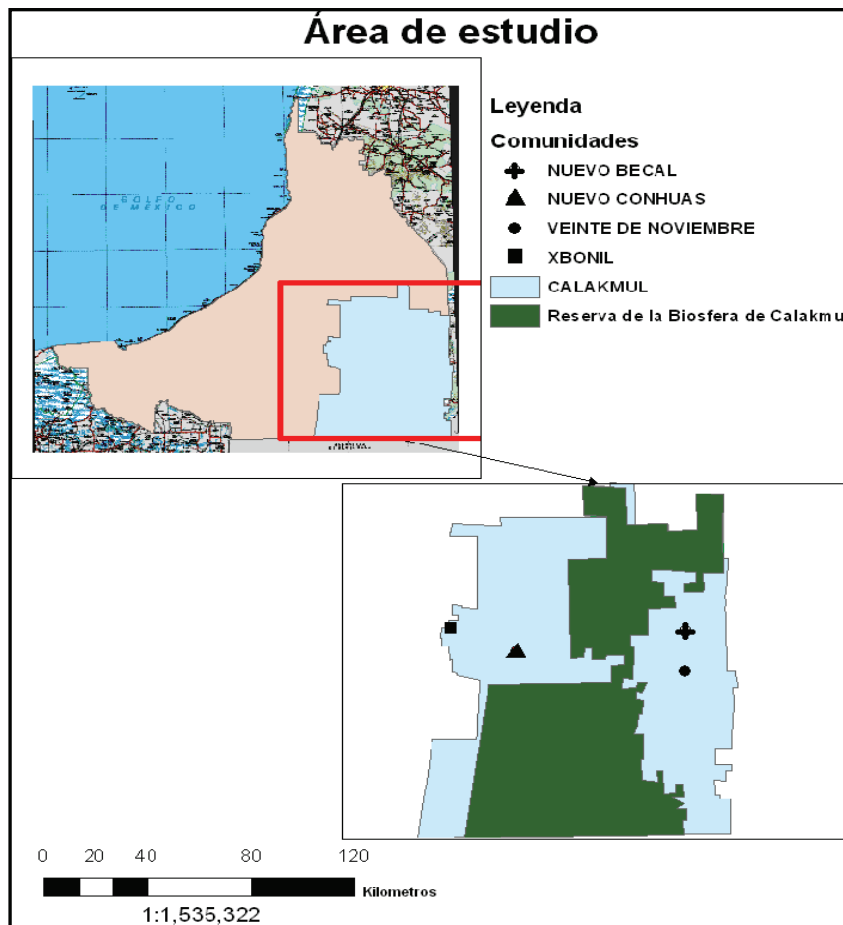 Área de estudio
GOLFO
DE MÉXICO
Leyenda
Comunidades
NUEVO BECAL
NUEVO CONHUAS
VEINTE DE NOVIEMBRE
XBONIL
CALAKMUL
Reserva de la Biosfera de Calakmu
0 20 40 80 120
Kilometros
1:1,535,322